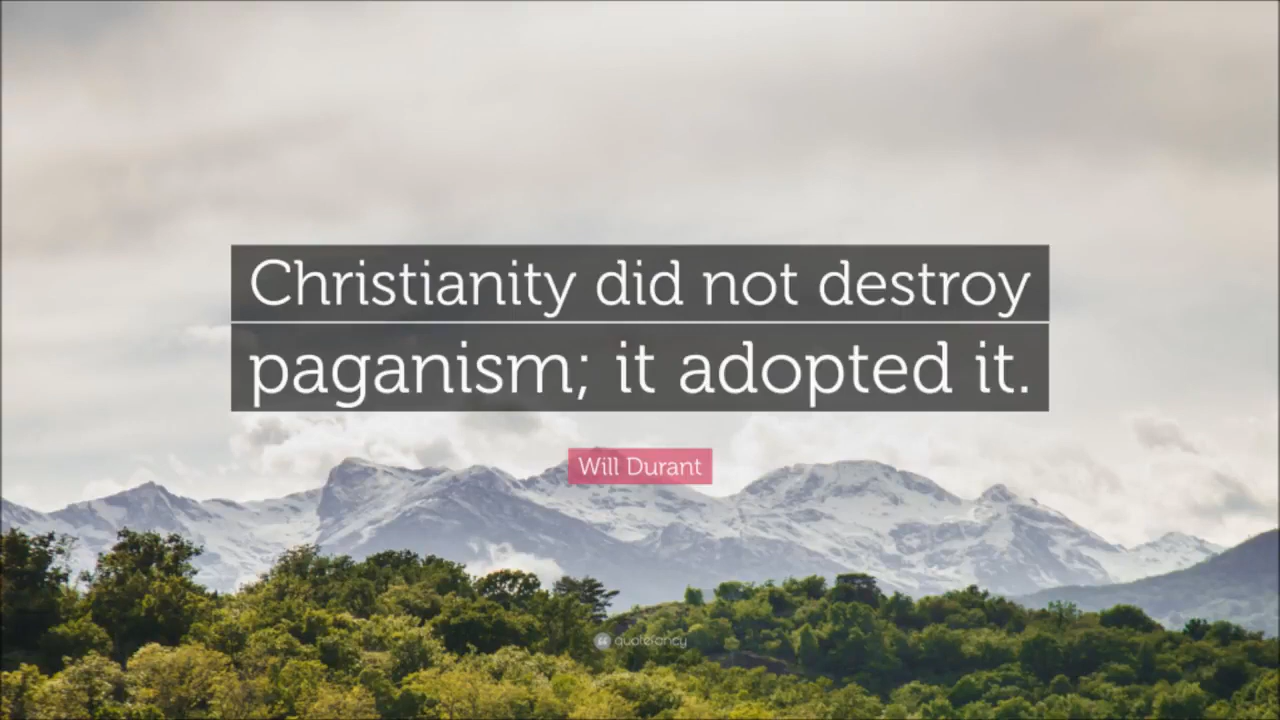 Christianity did not destroy
paganism; it adopted it.
Will Durant
quotefancy